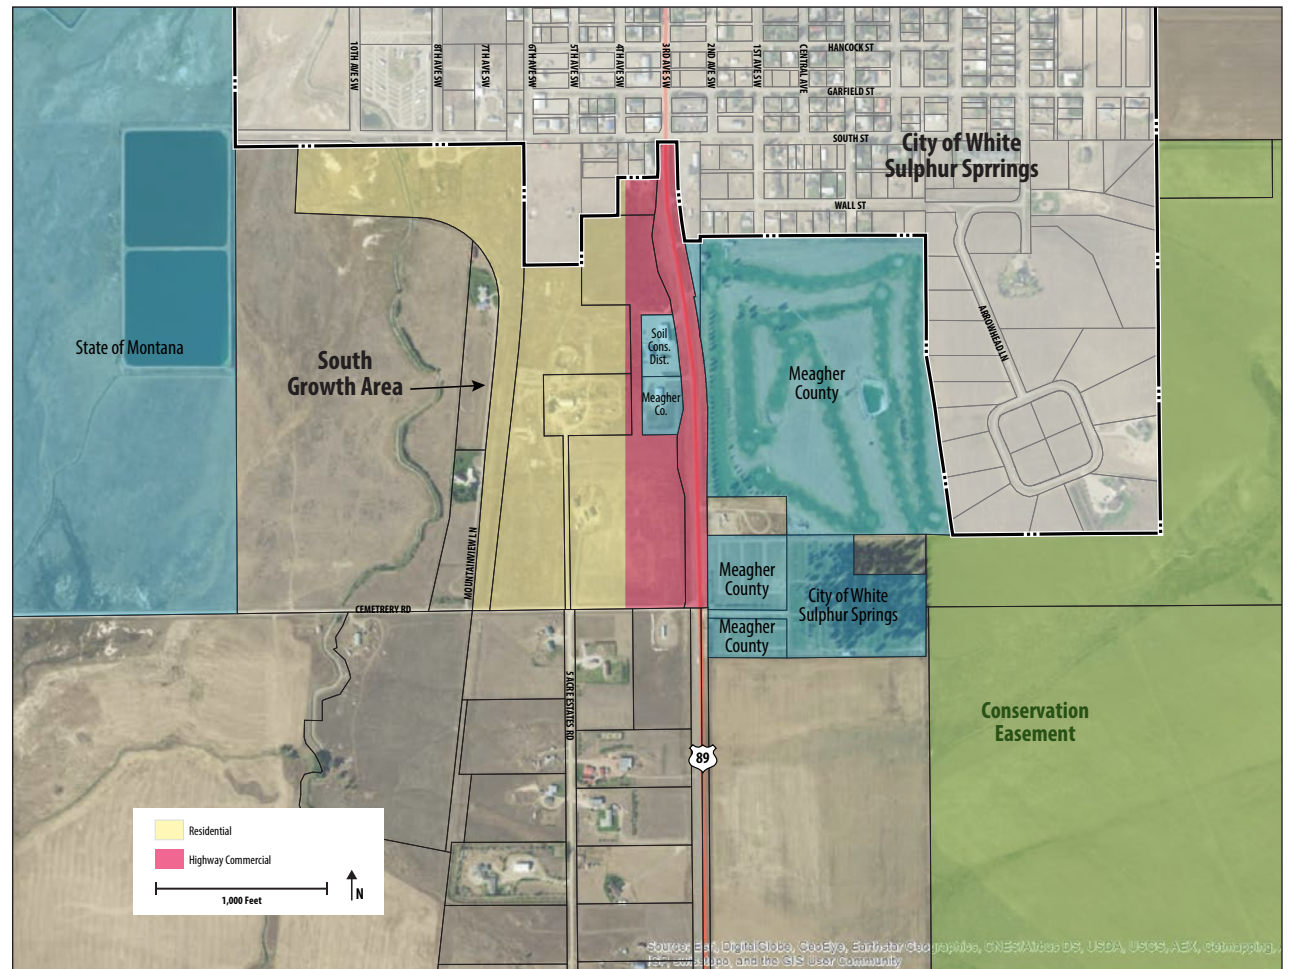 10TH AVE SW
8TH AVE SW
7TH AVE SW
6TH AVE SW
5TH AVE SW
4TH AVE SW
3RD AVE SW
2ND AVE SW
1ST AVE SW
CENTRAL AVE
HANCOCK ST
GARFIELD ST
SOUTH ST
City of White
Sulphur Sprrings
WALL ST
ARROWHEAD LN
State of Montana
South
Growth Area
Soil
Cons.
Dist.
Meagher
Co.
Meagher
County
MOUNTAINVIEW LN
Meagher
County
City of White
Sulphur Springs
CEMETRERY RD
Meagher
County
S ACRE ESTATES RD
Conservation
Easement
89
Residential
Highway Commercial
1,000 Feet
N
Source: Esri, DigitalGlobe, GeoEye, Earthstar Geographics, CNES/Airbus DS, USDA, USGS, AEX, Getmapping,
and the GIS User Community